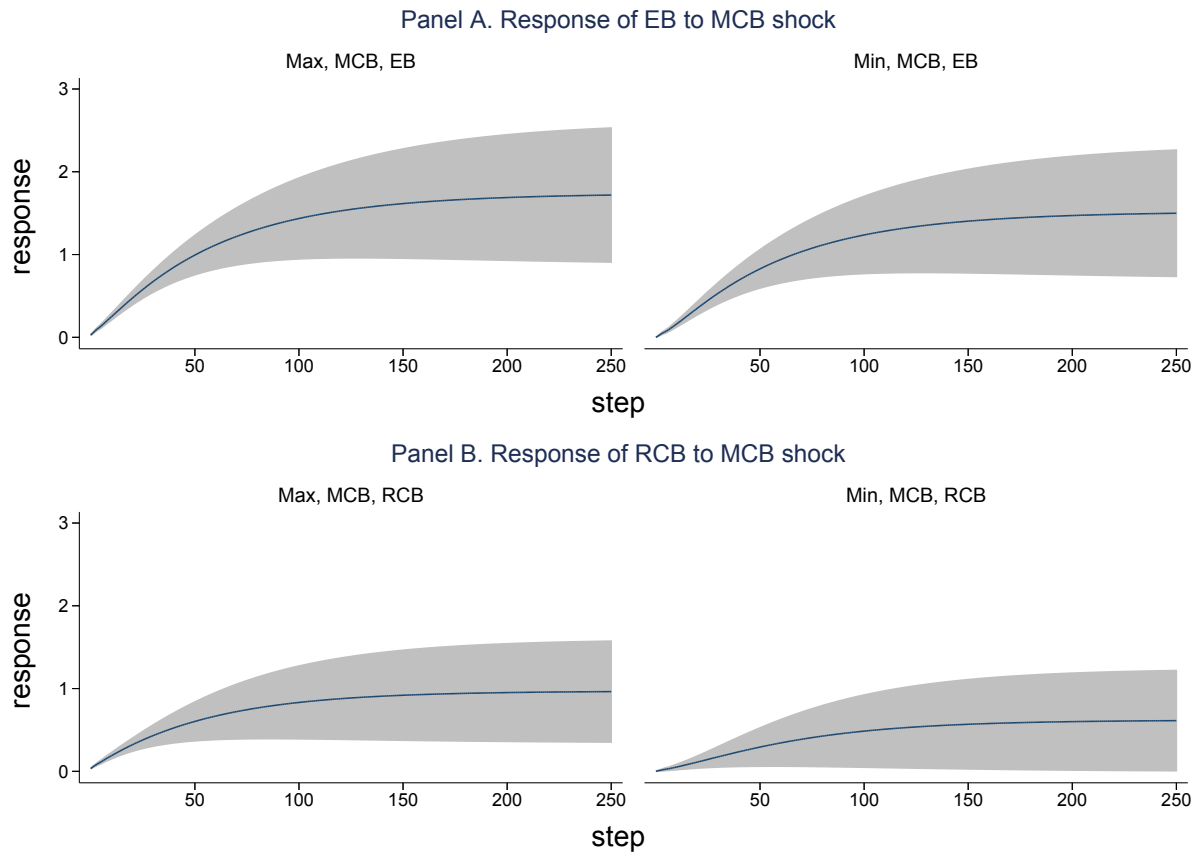 Panel A. Response of EB to MCB shock
Max, MCB, EB
Min, MCB, EB
response
3
2
1
0
50 100 150 200 250
50 100 150 200 250
step
Panel B. Response of RCB to MCB shock
Max, MCB, RCB
Min, MCB, RCB
response
3
2
1
0
50 100 150 200 250
50 100 150 200 250
step